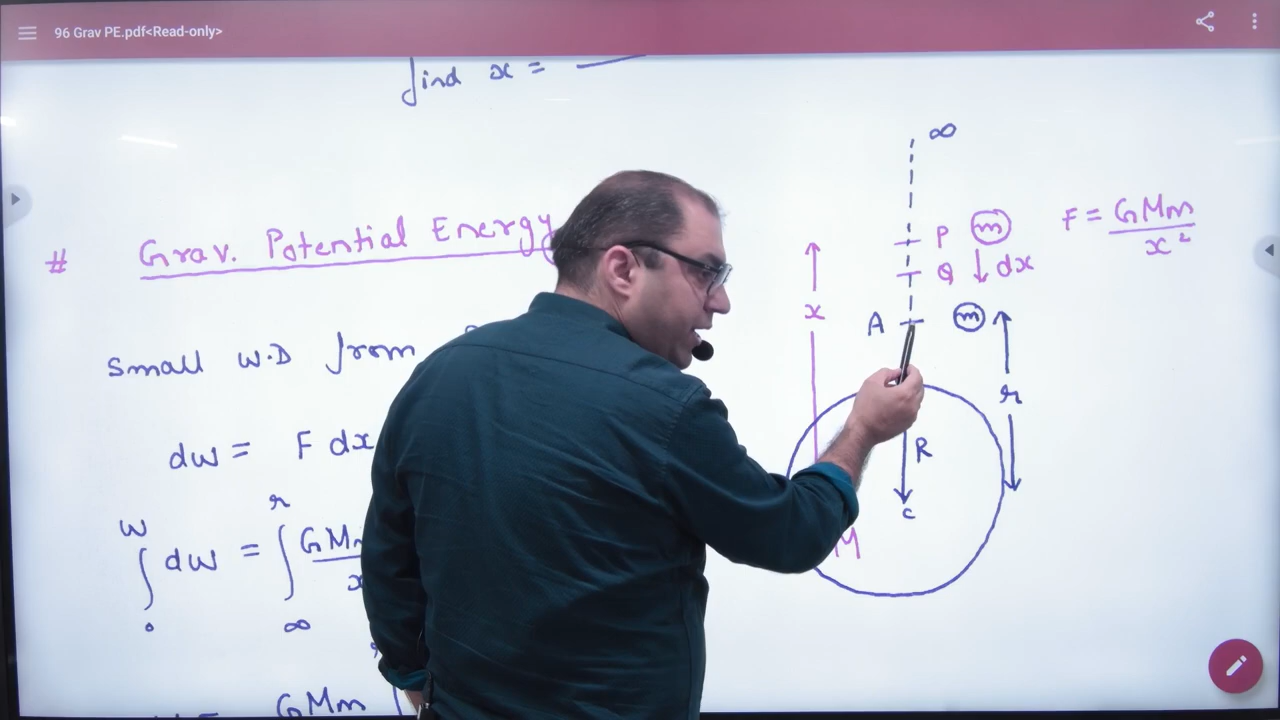 96 Grav PE.pdf<Read-only>
find x =
# Grav. Potential Energy
small W.D from
dw = F dx
w r
∫ dw = ∫ GM
0 ∞ x
GMm
∞
P m
Q ↓ dx
F = GMm
x²
x
A m
r
R
c
M